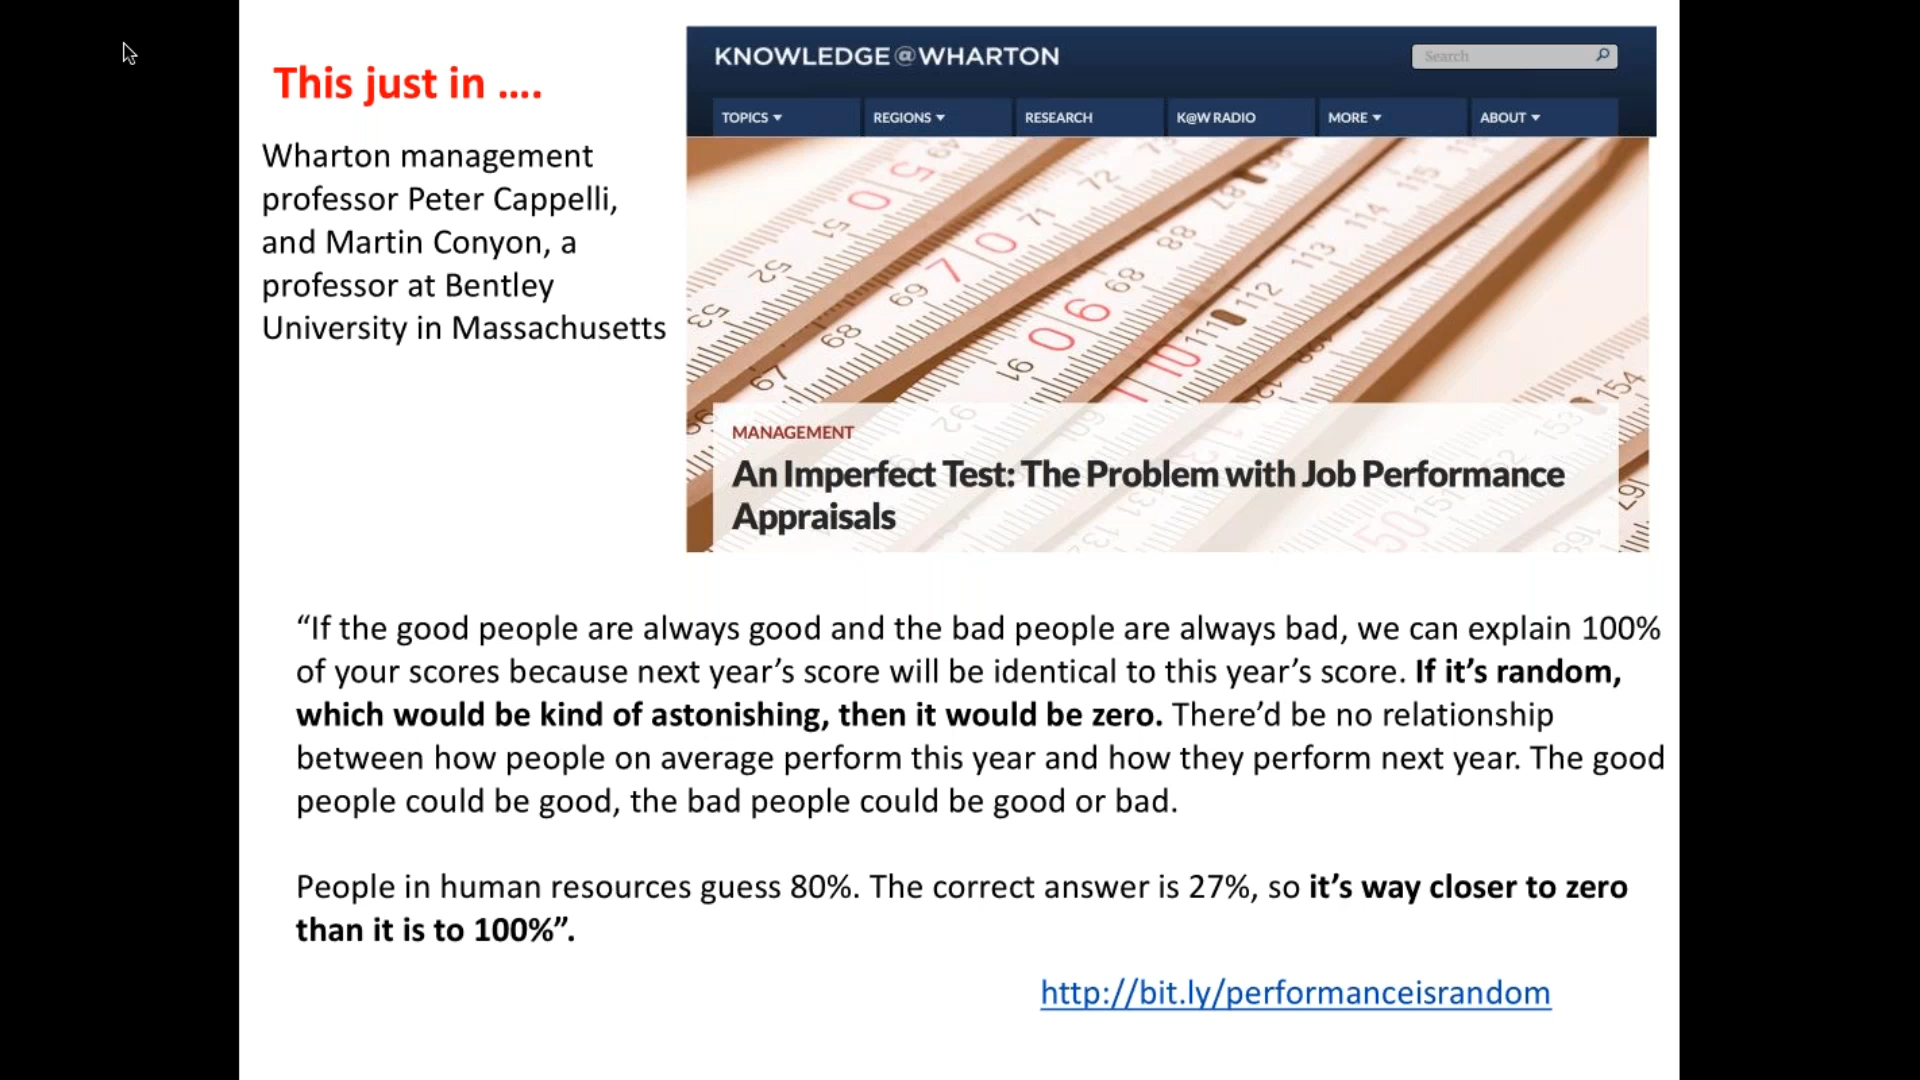 This just in ....
Wharton management
professor Peter Cappelli,
and Martin Conyon, a
professor at Bentley
University in Massachusetts
KNOWLEDGE@WHARTON
Search
TOPICS
REGIONS
RESEARCH
K@W RADIO
MORE
ABOUT
MANAGEMENT
An Imperfect Test: The Problem with Job Performance
Appraisals
“If the good people are always good and the bad people are always bad, we can explain 100%
of your scores because next year’s score will be identical to this year’s score. If it’s random,
which would be kind of astonishing, then it would be zero. There’d be no relationship
between how people on average perform this year and how they perform next year. The good
people could be good, the bad people could be good or bad.
People in human resources guess 80%. The correct answer is 27%, so it’s way closer to zero
than it is to 100%”.
http://bit.ly/performanceisrandom